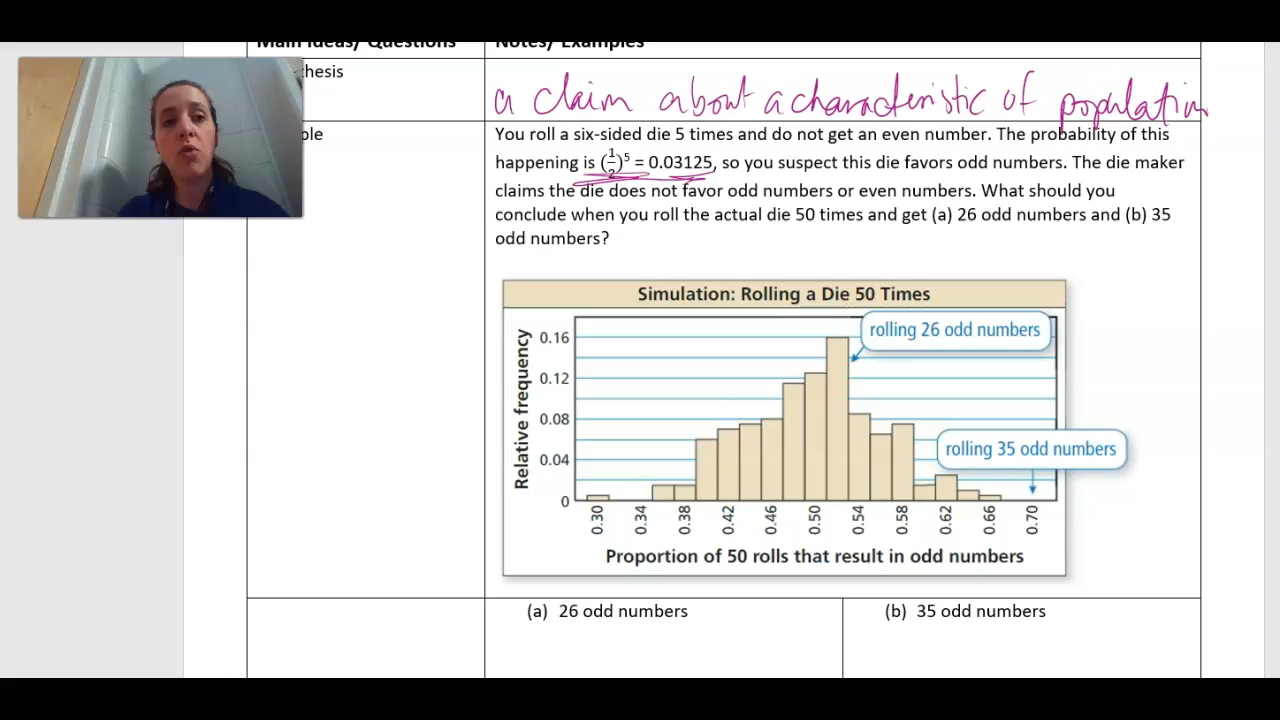 Main Ideas/ Questions
Notes/ Examples
thesis
a claim about a characteristic of population
ple
You roll a six-sided die 5 times and do not get an even number. The probability of this
happening is (1/2)^5 = 0.03125, so you suspect this die favors odd numbers. The die maker
claims the die does not favor odd numbers or even numbers. What should you
conclude when you roll the actual die 50 times and get (a) 26 odd numbers and (b) 35
odd numbers?
Simulation: Rolling a Die 50 Times
rolling 26 odd numbers
rolling 35 odd numbers
Relative frequency
0.16
0.12
0.08
0.04
0
0.30 0.34 0.38 0.42 0.46 0.50 0.54 0.58 0.62 0.66 0.70
Proportion of 50 rolls that result in odd numbers
(a) 26 odd numbers
(b) 35 odd numbers